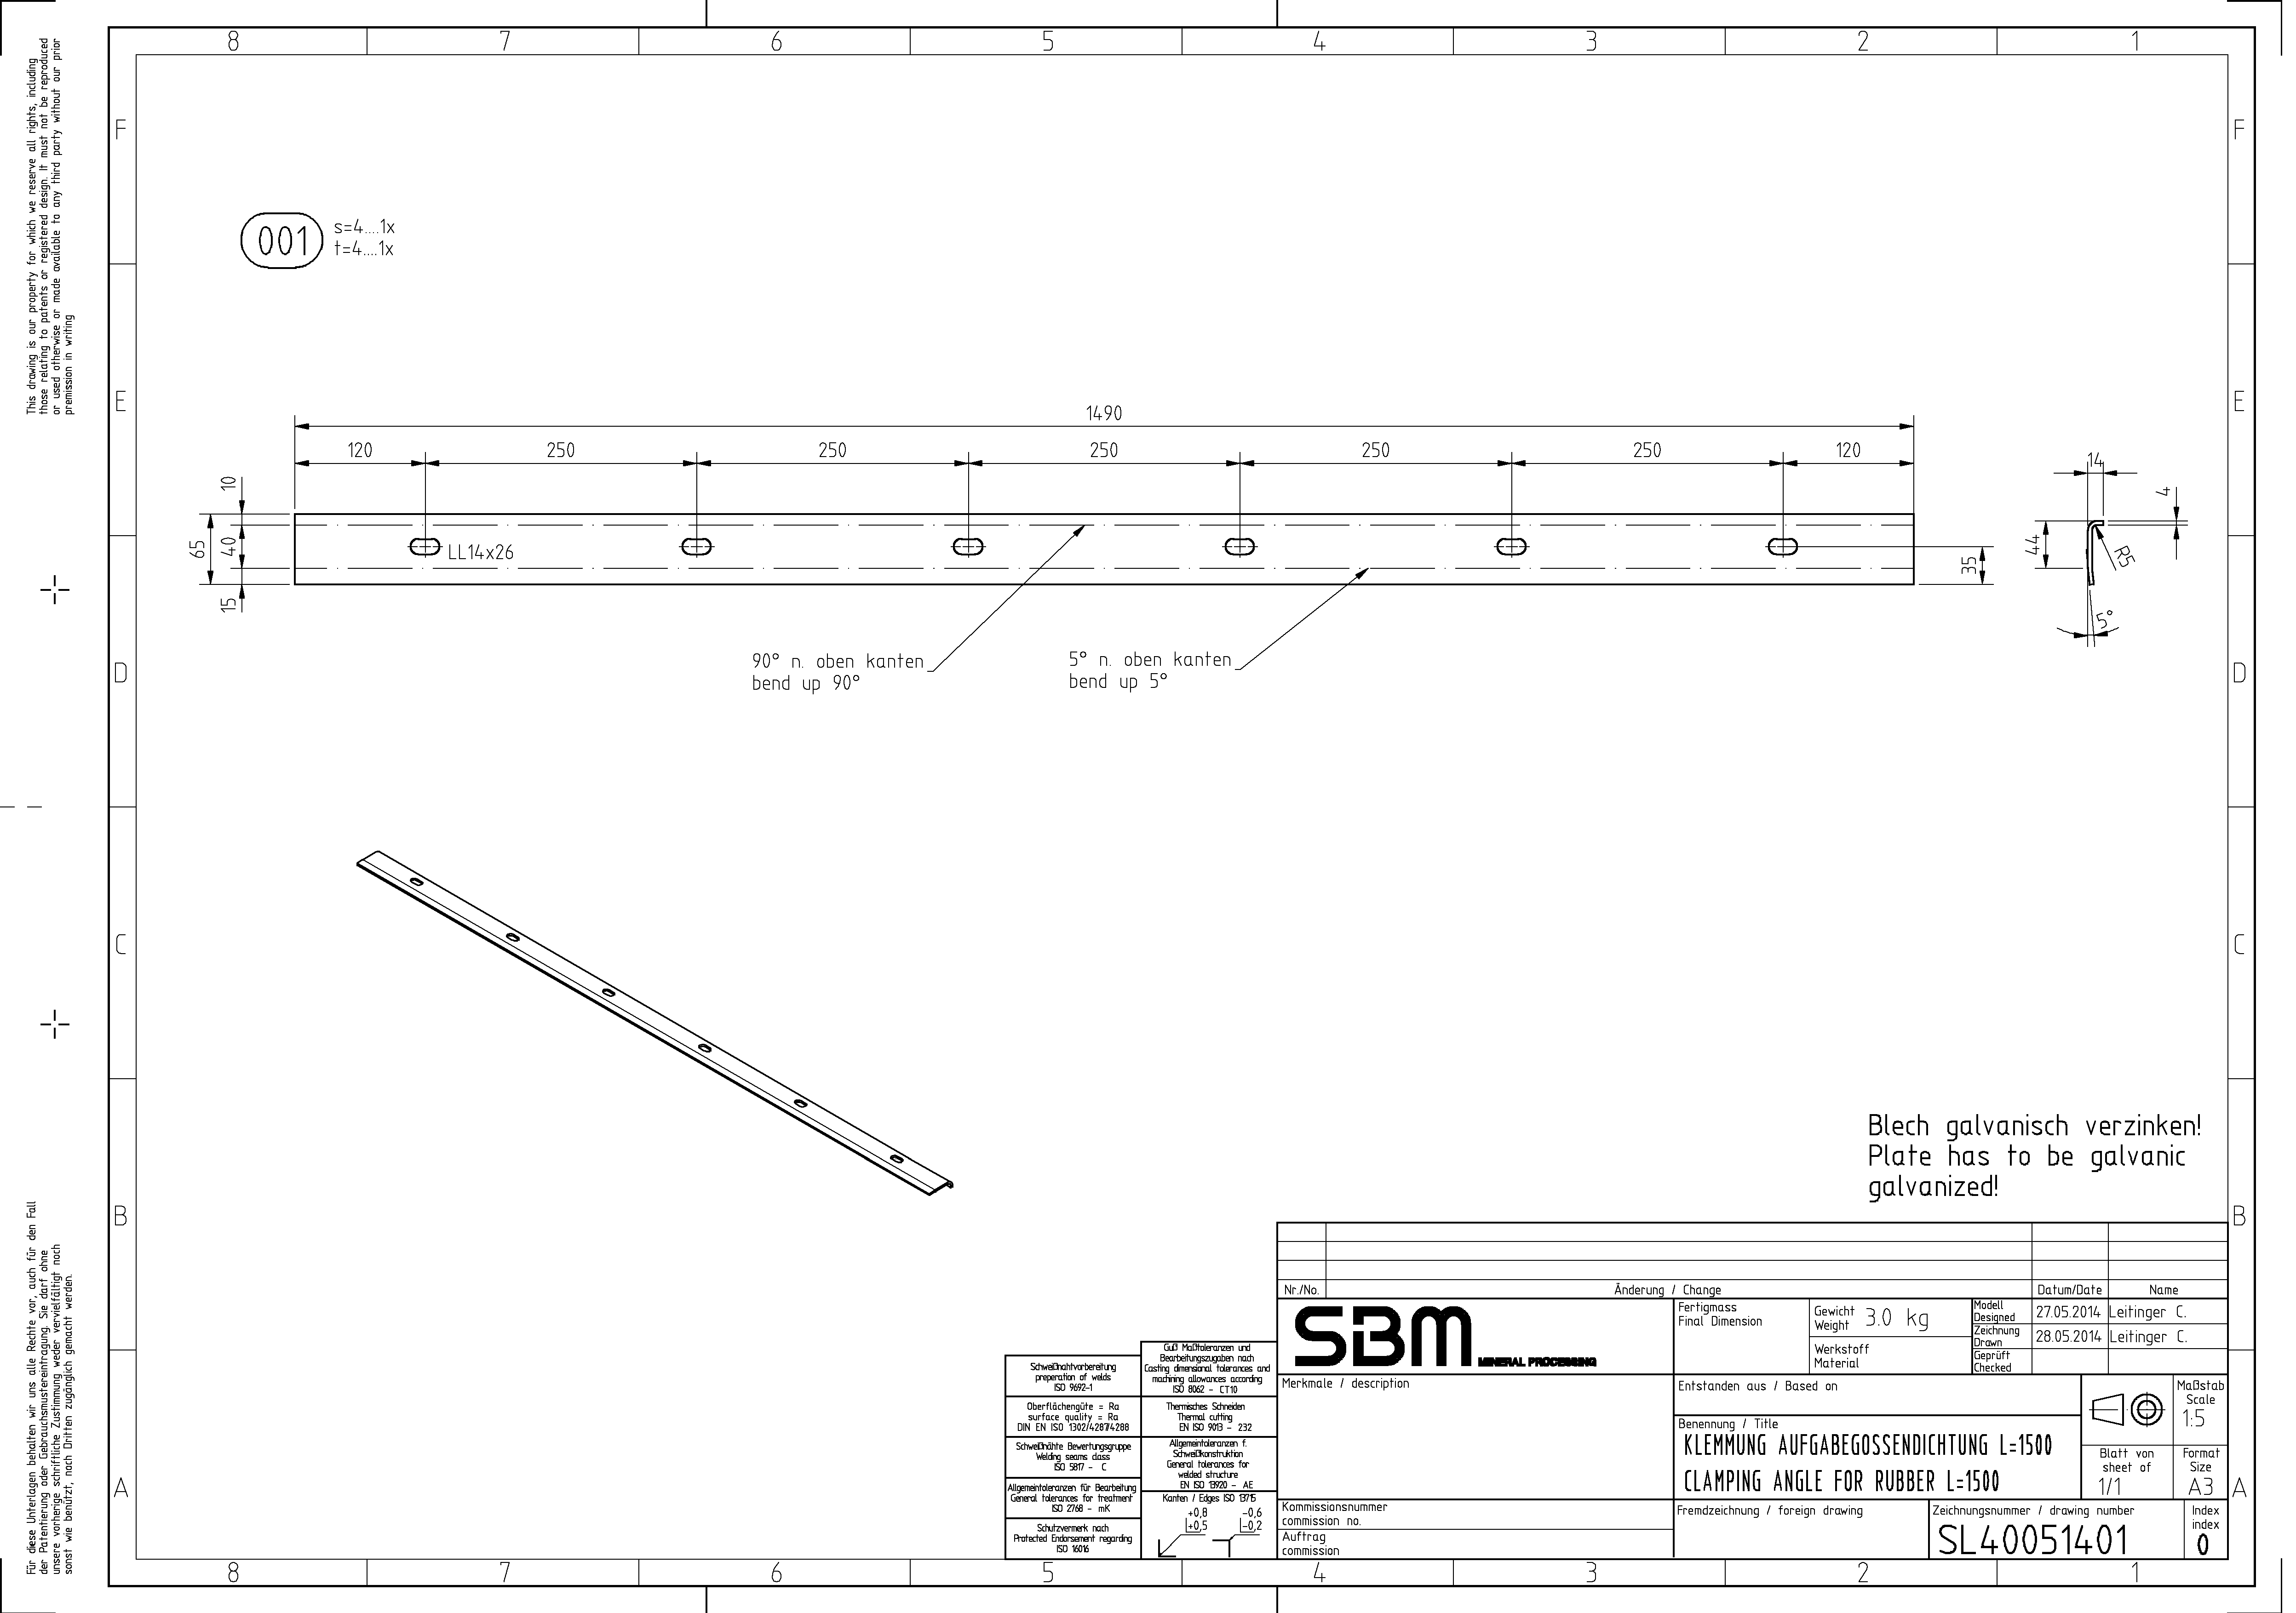 8 7 6 5 4 3 2 1
F
E
D
C
B
A
F
E
D
C
B
A
This drawing is our property for which we reserve all rights, including
those relating to patents or registered design. It must not be reproduced
or used otherwise or made available to any third party without our prior
premission in writing
Für diese Unterlagen behalten wir uns alle Rechte vor, auch für den Fall
der Patentierung oder Gebrauchsmustereintragung. Sie darf ohne
unsere vorherige schriftliche Zustimmung weder vervielfältigt noch
sonst wie benützt, noch Dritten zugänglich gemacht werden.
001
s=4....1x
t=4....1x
1490
120 250 250 250 250 250 120
10
65
40
15
LL14x26
35
90° n. oben kanten
bend up 90°
5° n. oben kanten
bend up 5°
14
4
44
R5
5°
Blech galvanisch verzinken!
Plate has to be galvanic
galvanized!
Nr./No. Änderung / Change Datum/Date Name
SBM MINERAL PROCESSING
Fertigmass
Final Dimension
Gewicht
Weight
3.0 kg
Werkstoff
Material
Modell
Designed
27.05.2014 Leitinger C.
Zeichnung
Drawn
28.05.2014 Leitinger C.
Geprüft
Checked
Merkmale / description
Entstanden aus / Based on
Maßstab
Scale
1:5
Benennung / Title
KLEMMUNG AUFGABEGOSSENDICHTUNG L=1500
CLAMPING ANGLE FOR RUBBER L=1500
Blatt von
sheet of
1/1
Format
Size
A3
Kommissionsnummer
commission no.
Auftrag
commission
Fremdzeichnung / foreign drawing
Zeichnungsnummer / drawing number
SL40051401
Index
index
0
Schweißnahtvorbereitung
preperation of welds
ISO 9692-1
Oberflächengüte = Ra
surface quality = Ra
DIN EN ISO 1302/4287/4288
Schweißnähte Bewertungsgruppe
Welding seams class
ISO 5817 - C
Allgemeintoleranzen für Bearbeitung
General tolerances for treatment
ISO 2768 - mK
Schutzvermerk nach
Protected Endorsement regarding
ISO 16016
Guß Maßtoleranzen und
Bearbeitungszugaben nach
Casting dimensional tolerances and
machining allowances according
ISO 8062 - CT10
Thermisches Schneiden
Thermal cutting
EN ISO 9013 - 232
Allgemeintoleranzen f.
Schweißkonstruktion
General tolerances for
welded structure
EN ISO 13920 - AE
Kanten / Edges ISO 13715
+0,8
+0,5
-0,6
-0,2
8 7 6 5 4 3 2 1